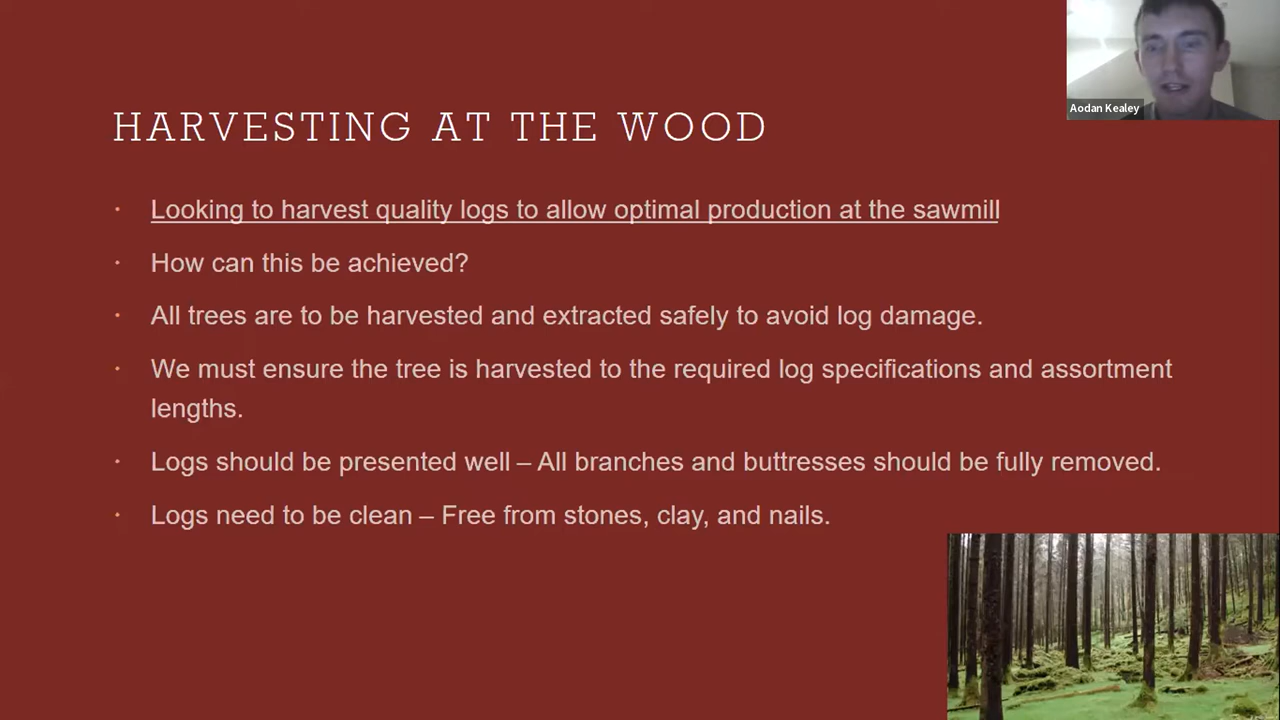 HARVESTING AT THE WOOD
· Looking to harvest quality logs to allow optimal production at the sawmill
· How can this be achieved?
· All trees are to be harvested and extracted safely to avoid log damage.
· We must ensure the tree is harvested to the required log specifications and assortment
lengths.
· Logs should be presented well – All branches and buttresses should be fully removed.
· Logs need to be clean – Free from stones, clay, and nails.
Aodan Kealey